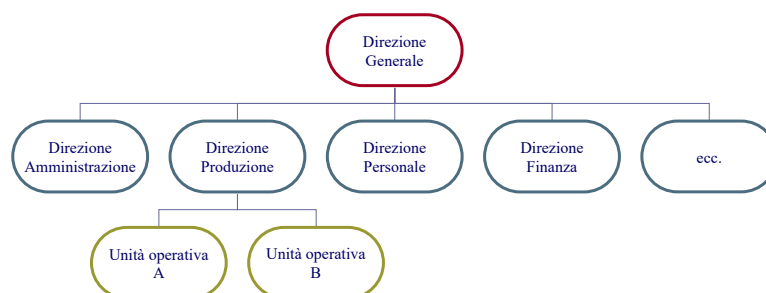 Direzione
Generale
Direzione
Amministrazione
Direzione
Produzione
Direzione
Personale
Direzione
Finanza
ecc.
Unità operativa
A
Unità operativa
B